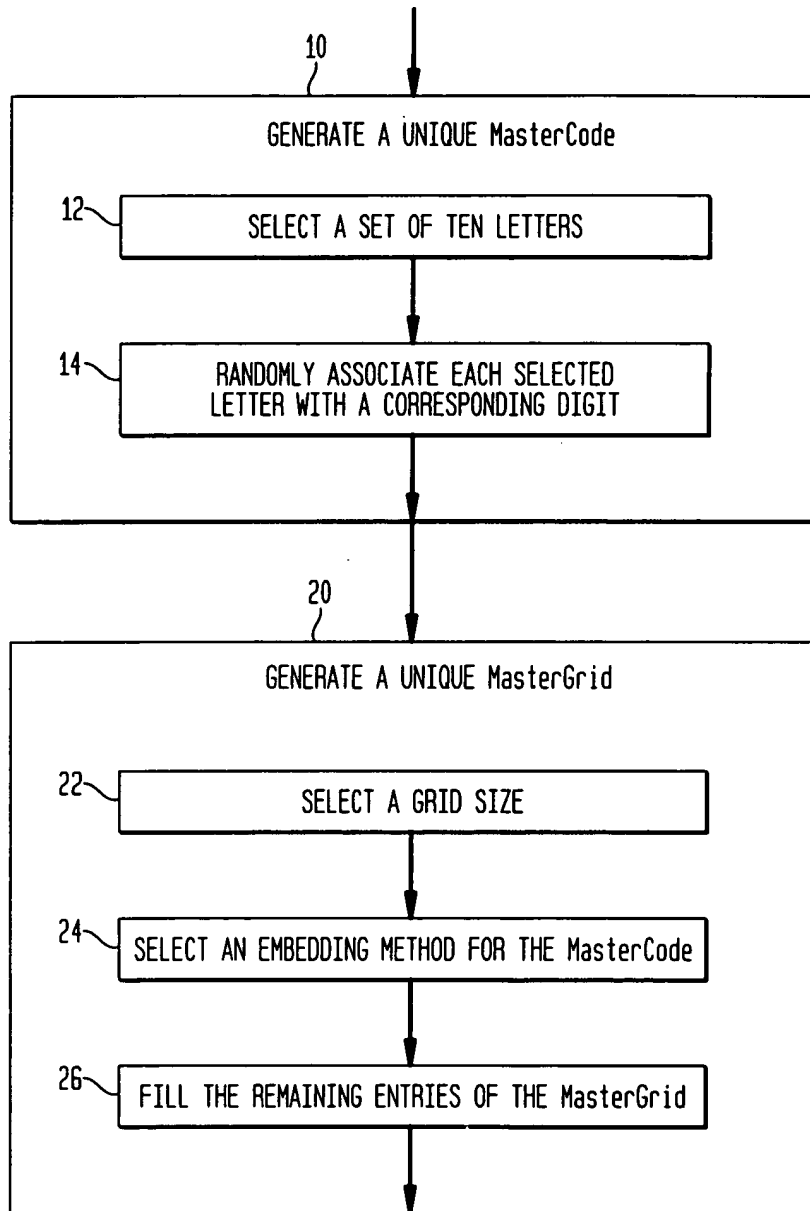 10
GENERATE A UNIQUE MasterCode
12
SELECT A SET OF TEN LETTERS
14
RANDOMLY ASSOCIATE EACH SELECTED
LETTER WITH A CORRESPONDING DIGIT
20
GENERATE A UNIQUE MasterGrid
22
SELECT A GRID SIZE
24
SELECT AN EMBEDDING METHOD FOR THE MasterCode
26
FILL THE REMAINING ENTRIES OF THE MasterGrid